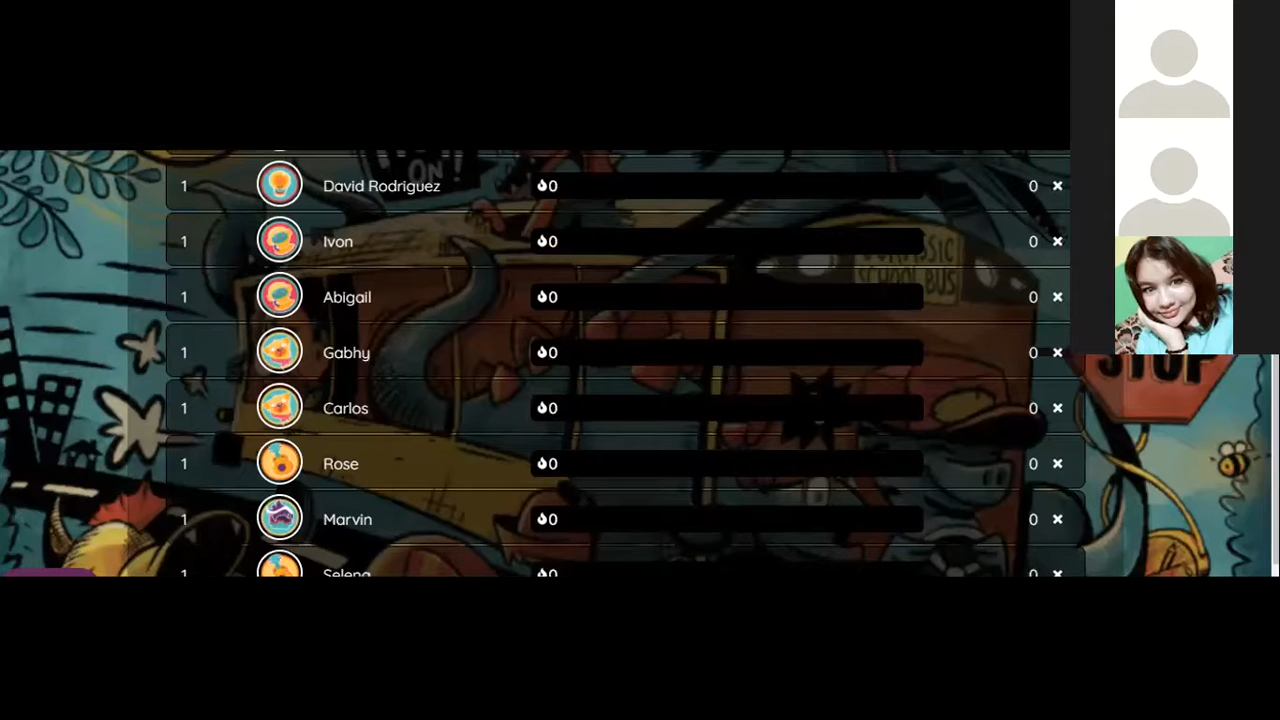 ON!
1 David Rodriguez 0 0 ×
1 Ivon 0 0 ×
1 Abigail 0 0 ×
1 Gabhy 0 0 ×
1 Carlos 0 0 ×
1 Rose 0 0 ×
1 Marvin 0 0 ×
1 Selena 0 0 ×
SCHOOL BUS
STOP